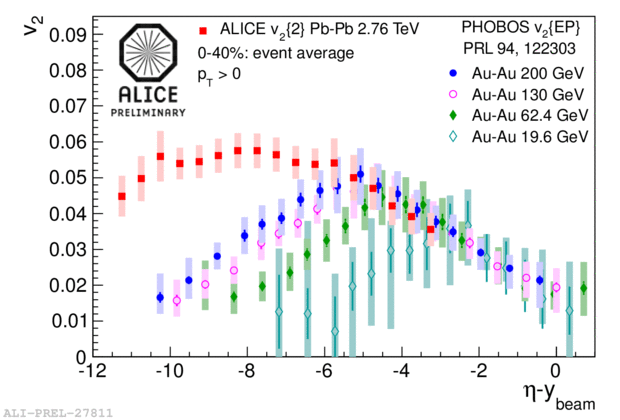 v2
0.09
0.08
0.07
0.06
0.05
0.04
0.03
0.02
0.01
0
ALICE
PRELIMINARY
ALICE v2{2} Pb-Pb 2.76 TeV
0-40%: event average
pT > 0
PHOBOS v2{EP}
PRL 94, 122303
Au-Au 200 GeV
Au-Au 130 GeV
Au-Au 62.4 GeV
Au-Au 19.6 GeV
-12 -10 -8 -6 -4 -2 0
η-ybeam
ALI-PREL-27811